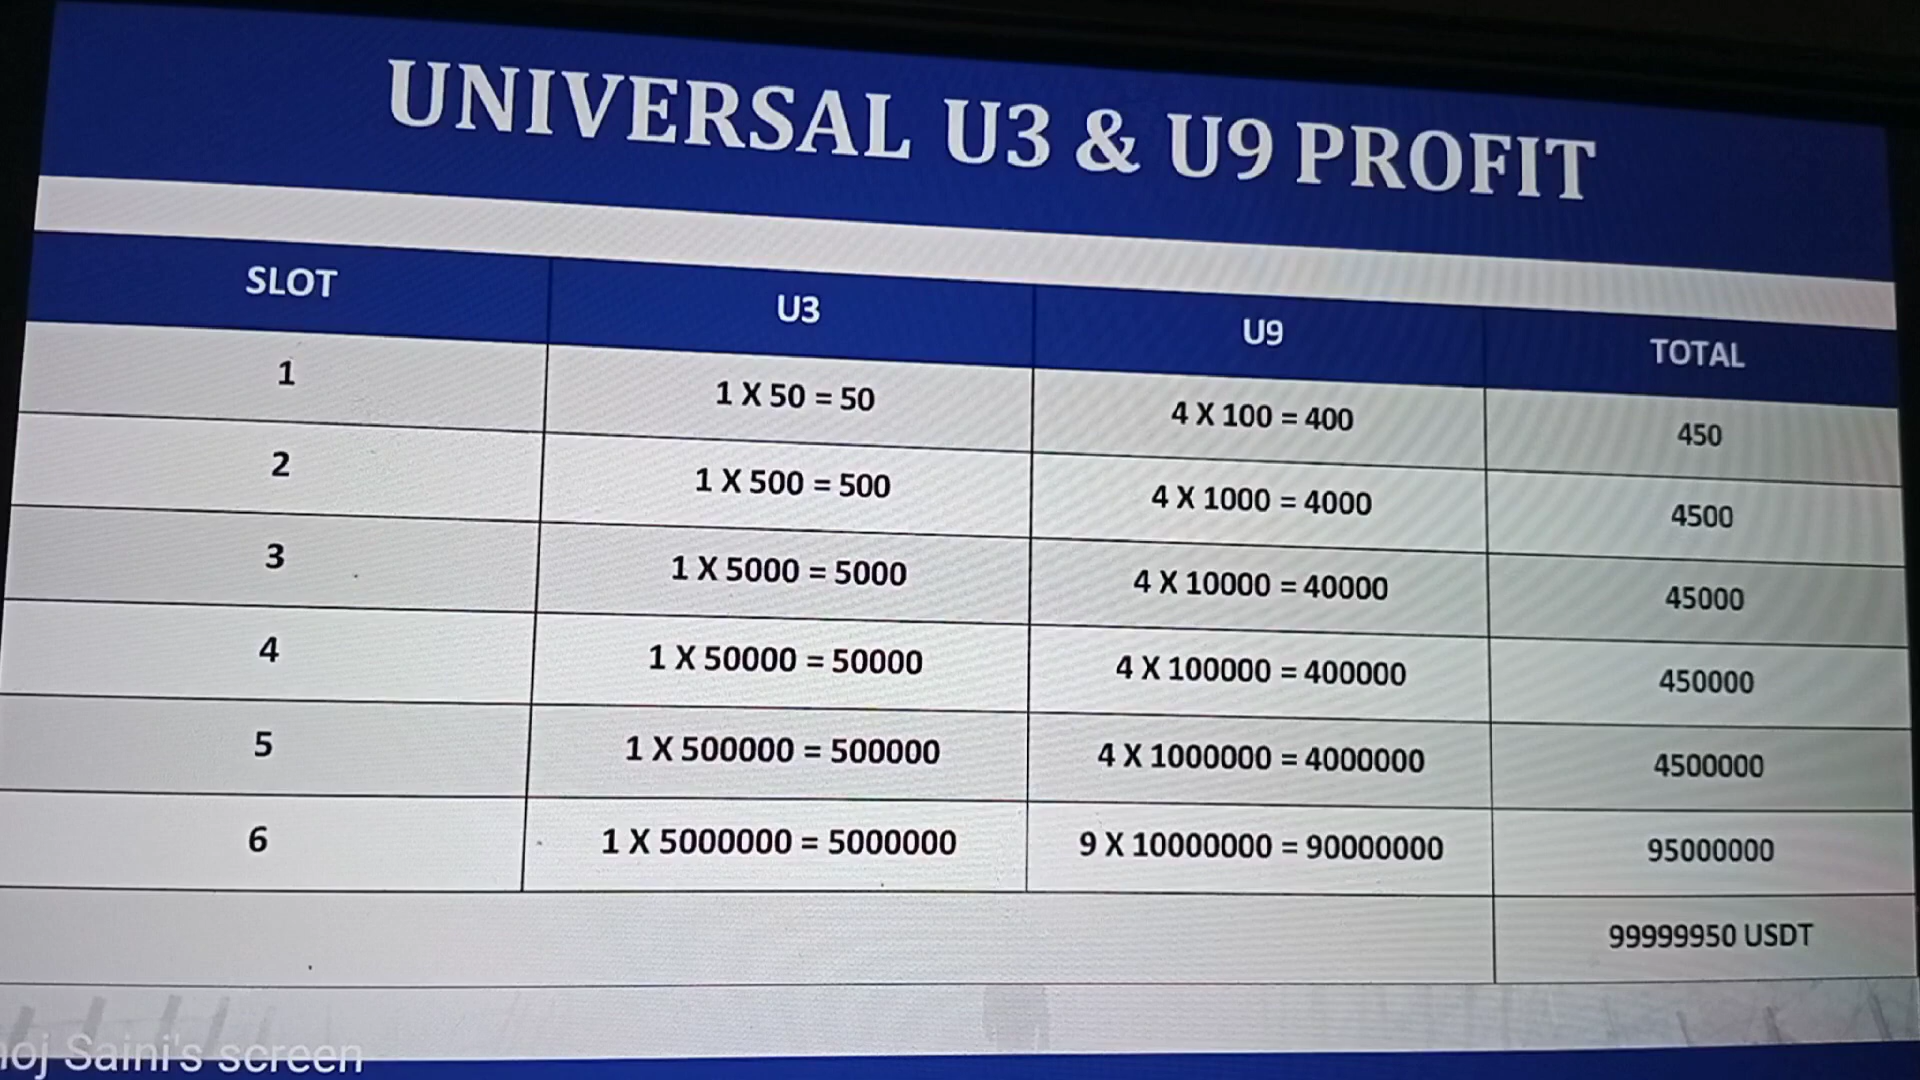 UNIVERSAL U3 & U9 PROFIT
SLOT U3 U9 TOTAL
1 1 X 50 = 50 4 X 100 = 400 450
2 1 X 500 = 500 4 X 1000 = 4000 4500
3 1 X 5000 = 5000 4 X 10000 = 40000 45000
4 1 X 50000 = 50000 4 X 100000 = 400000 450000
5 1 X 500000 = 500000 4 X 1000000 = 4000000 4500000
6 1 X 5000000 = 5000000 9 X 10000000 = 90000000 95000000
99999950 USDT
oj Saini's screen